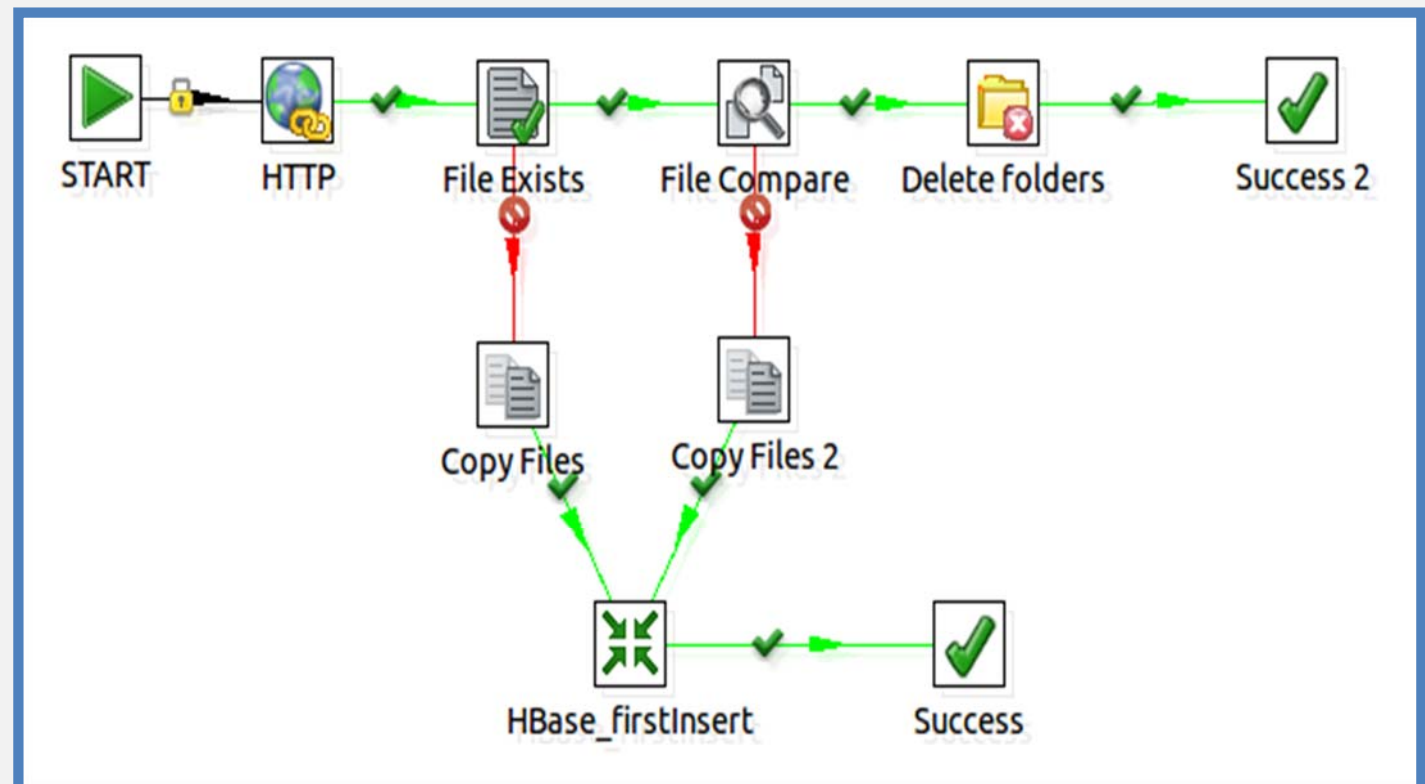 START
HTTP
File Exists
File Compare
Delete folders
Success 2
Copy Files
Copy Files 2
HBase_firstInsert
Success